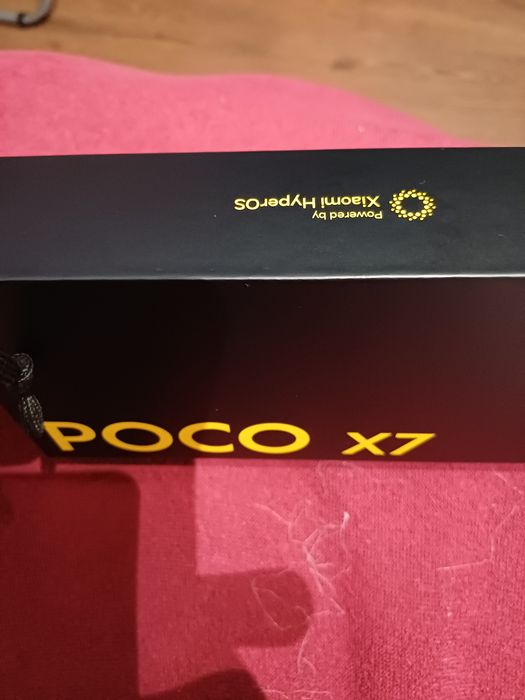 Powered by
Xiaomi HyperOS
POCO X7